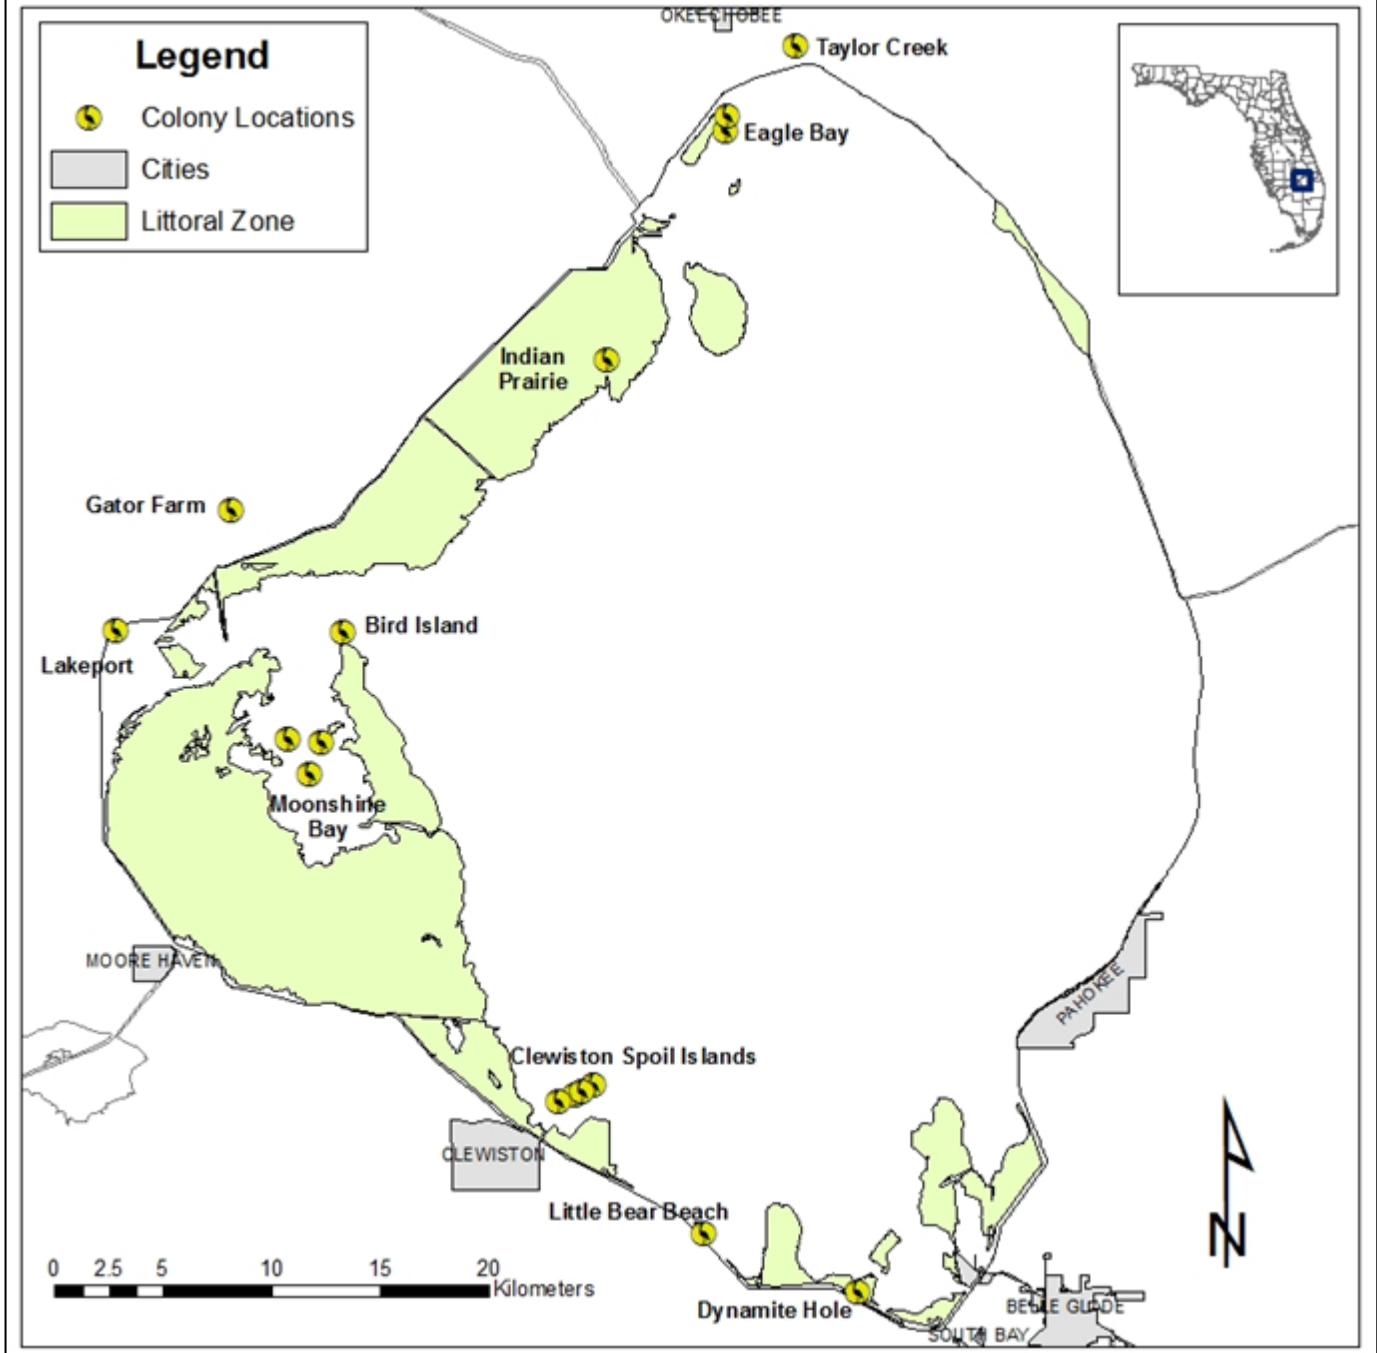 OKEECHOBEE
Legend
Colony Locations
Cities
Littoral Zone
Taylor Creek
Eagle Bay
Indian
Prairie
Gator Farm
Bird Island
Lakeport
Moonshine
Bay
MOORE HAVEN
PAHOKEE
Clewiston Spoil Islands
CLEWISTON
Little Bear Beach
N
0 2.5 5 10 15 20
Kilometers
Dynamite Hole
BELLE GLADE
SOUTH BAY